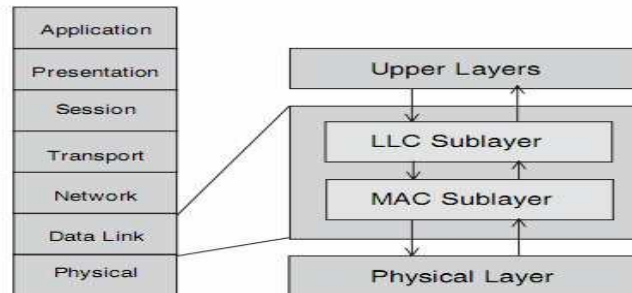 Application
Presentation
Session
Transport
Network
Data Link
Physical
Upper Layers
LLC Sublayer
MAC Sublayer
Physical Layer